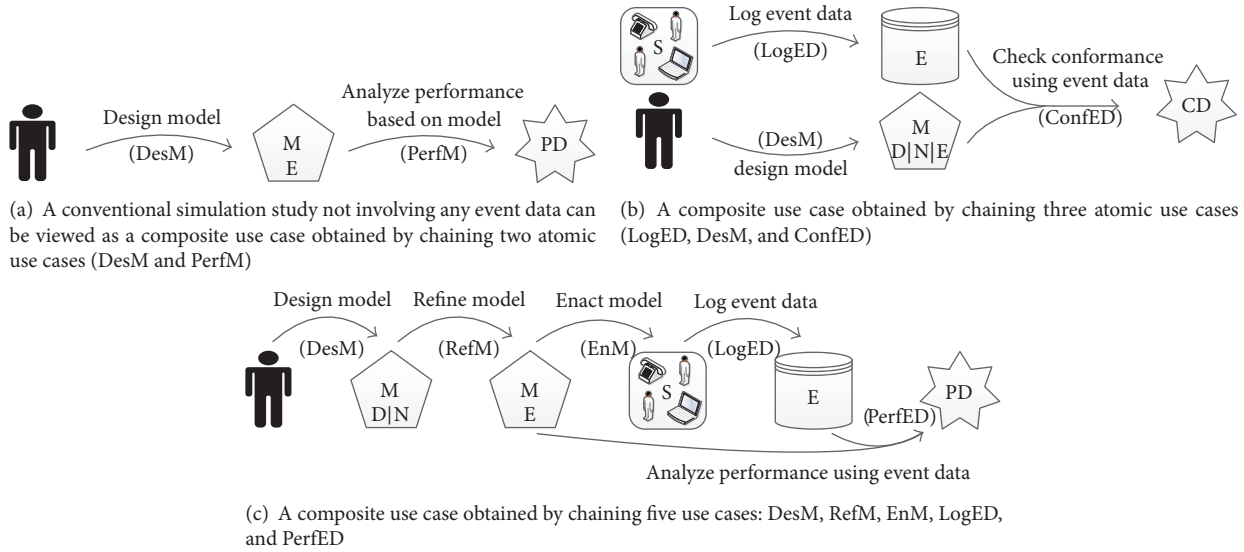 Design model
(DesM)
M
E
Analyze performance
based on model
(PerfM)
PD
(a) A conventional simulation study not involving any event data can
be viewed as a composite use case obtained by chaining two atomic
use cases (DesM and PerfM)
S
Log event data
(LogED)
E
(DesM)
design model
M
D|N|E
Check conformance
using event data
(ConfED)
CD
(b) A composite use case obtained by chaining three atomic use cases
(LogED, DesM, and ConfED)
Design model
(DesM)
M
D|N
Refine model
(RefM)
M
E
Enact model
(EnM)
S
Log event data
(LogED)
E
(PerfED)
PD
Analyze performance using event data
(c) A composite use case obtained by chaining five use cases: DesM, RefM, EnM, LogED,
and PerfED